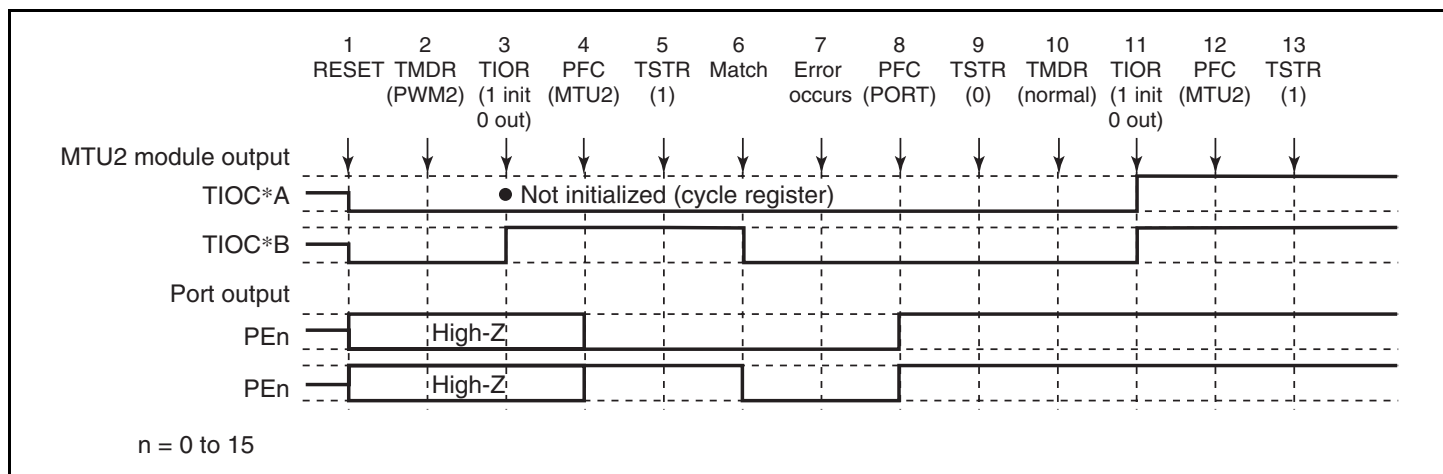 1 2 3 4 5 6 7 8 9 10 11 12 13
RESET TMDR TIOR PFC TSTR Match Error PFC TSTR TMDR TIOR PFC TSTR
(PWM2) (1 init (MTU2) (1) occurs (PORT) (0) (normal) (1 init (MTU2) (1)
0 out) 0 out)
MTU2 module output
TIOC*A ● Not initialized (cycle register)
TIOC*B
Port output
PEn High-Z
PEn High-Z
n = 0 to 15